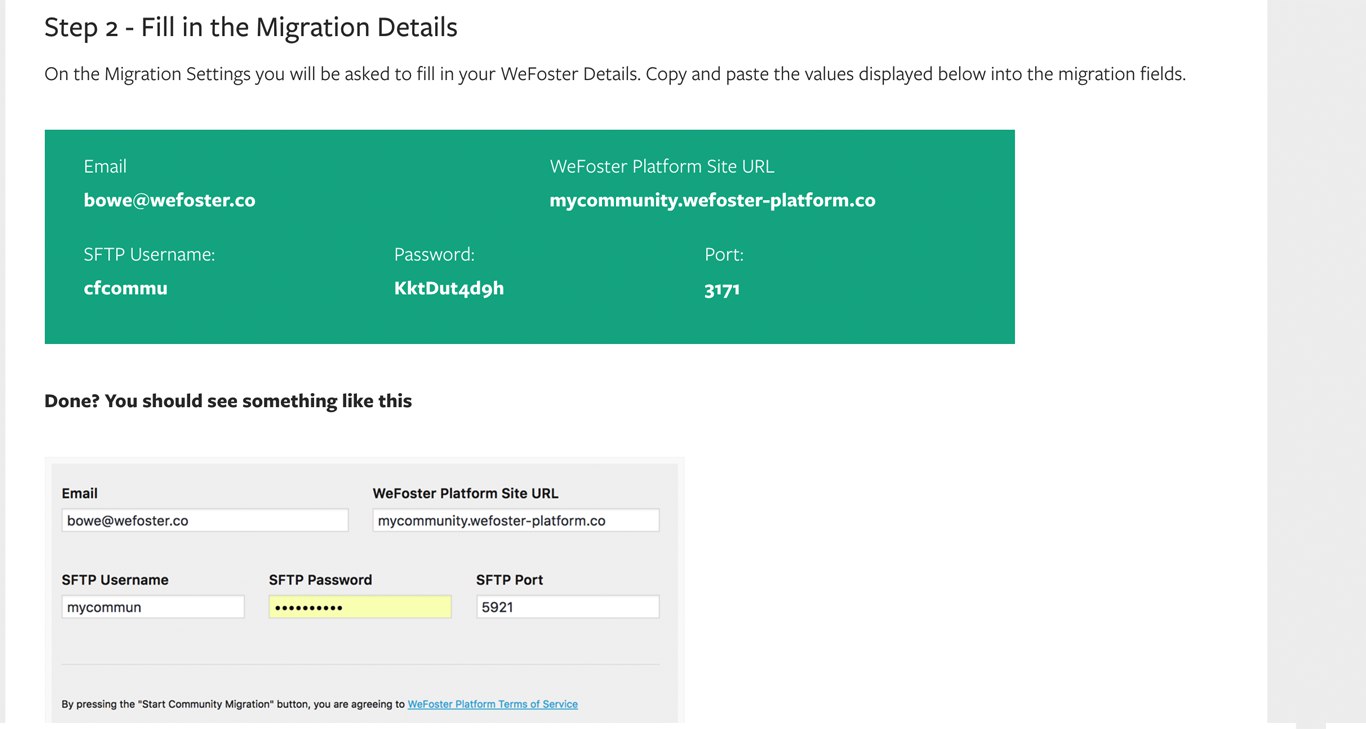 Step 2 - Fill in the Migration Details
On the Migration Settings you will be asked to fill in your WeFoster Details. Copy and paste the values displayed below into the migration fields.
Email
WeFoster Platform Site URL
bowe@wefoster.co
mycommunity.wefoster-platform.co
SFTP Username:
Password:
Port:
cfcommu
KktDut4d9h
3171
Done? You should see something like this
Email
WeFoster Platform Site URL
bowe@wefoster.co
mycommunity.wefoster-platform.co
SFTP Username
SFTP Password
SFTP Port
mycommun
••••••••••
5921
By pressing the "Start Community Migration" button, you are agreeing to WeFoster Platform Terms of Service